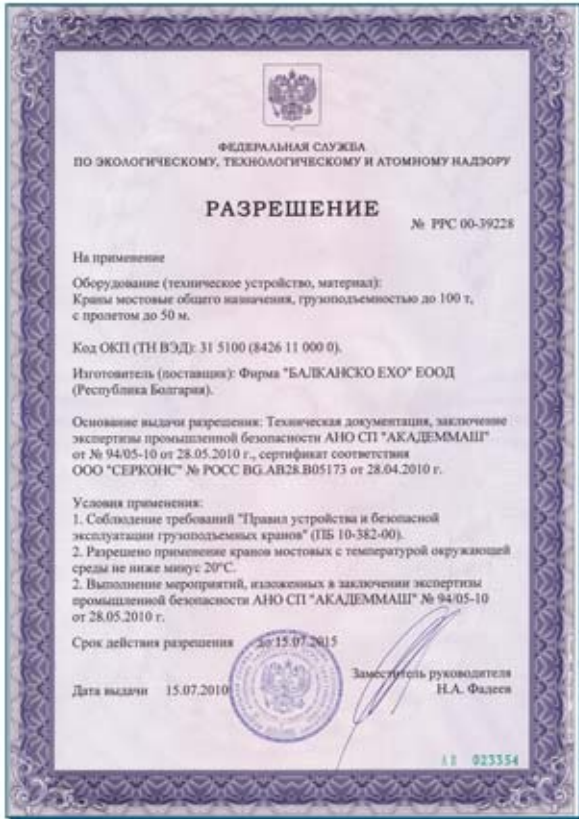 ФЕДЕРАЛЬНАЯ СЛУЖБА
ПО ЭКОЛОГИЧЕСКОМУ, ТЕХНОЛОГИЧЕСКОМУ И АТОМНОМУ НАДЗОРУ
РАЗРЕШЕНИЕ
№ РРС 00-39228
На применение
Оборудование (техническое устройство, материал):
Краны мостовые общего назначения, грузоподъемностью до 100 т,
с пролетом до 50 м.
Код ОКП (ТН ВЭД): 31 5100 (8426 11 000 0).
Изготовитель (поставщик): Фирма "БАЛКАНСКО ЕХО" ЕООД
(Республика Болгария).
Основание выдачи разрешения: Техническая документация, заключение
экспертизы промышленной безопасности АНО СП "АКАДЕММАШ"
от № 94/05-10 от 28.05.2010 г., сертификат соответствия
ООО "СЕРКОНС" № РОСС BG.АВ28.В05173 от 28.04.2010 г.
Условия применения:
1. Соблюдение требований "Правил устройства и безопасной
эксплуатации грузоподъемных кранов" (ПБ 10-382-00).
2. Разрешено применение кранов мостовых с температурой окружающей
среды не ниже минус 20°С.
2. Выполнение мероприятий, изложенных в заключении экспертизы
промышленной безопасности АНО СП "АКАДЕММАШ" № 94/05-10
от 28.05.2010 г.
Срок действия разрешения до 15.07.2015
Заместитель руководителя
Дата выдачи 15.07.2010 Н.А. Фадеев
023354